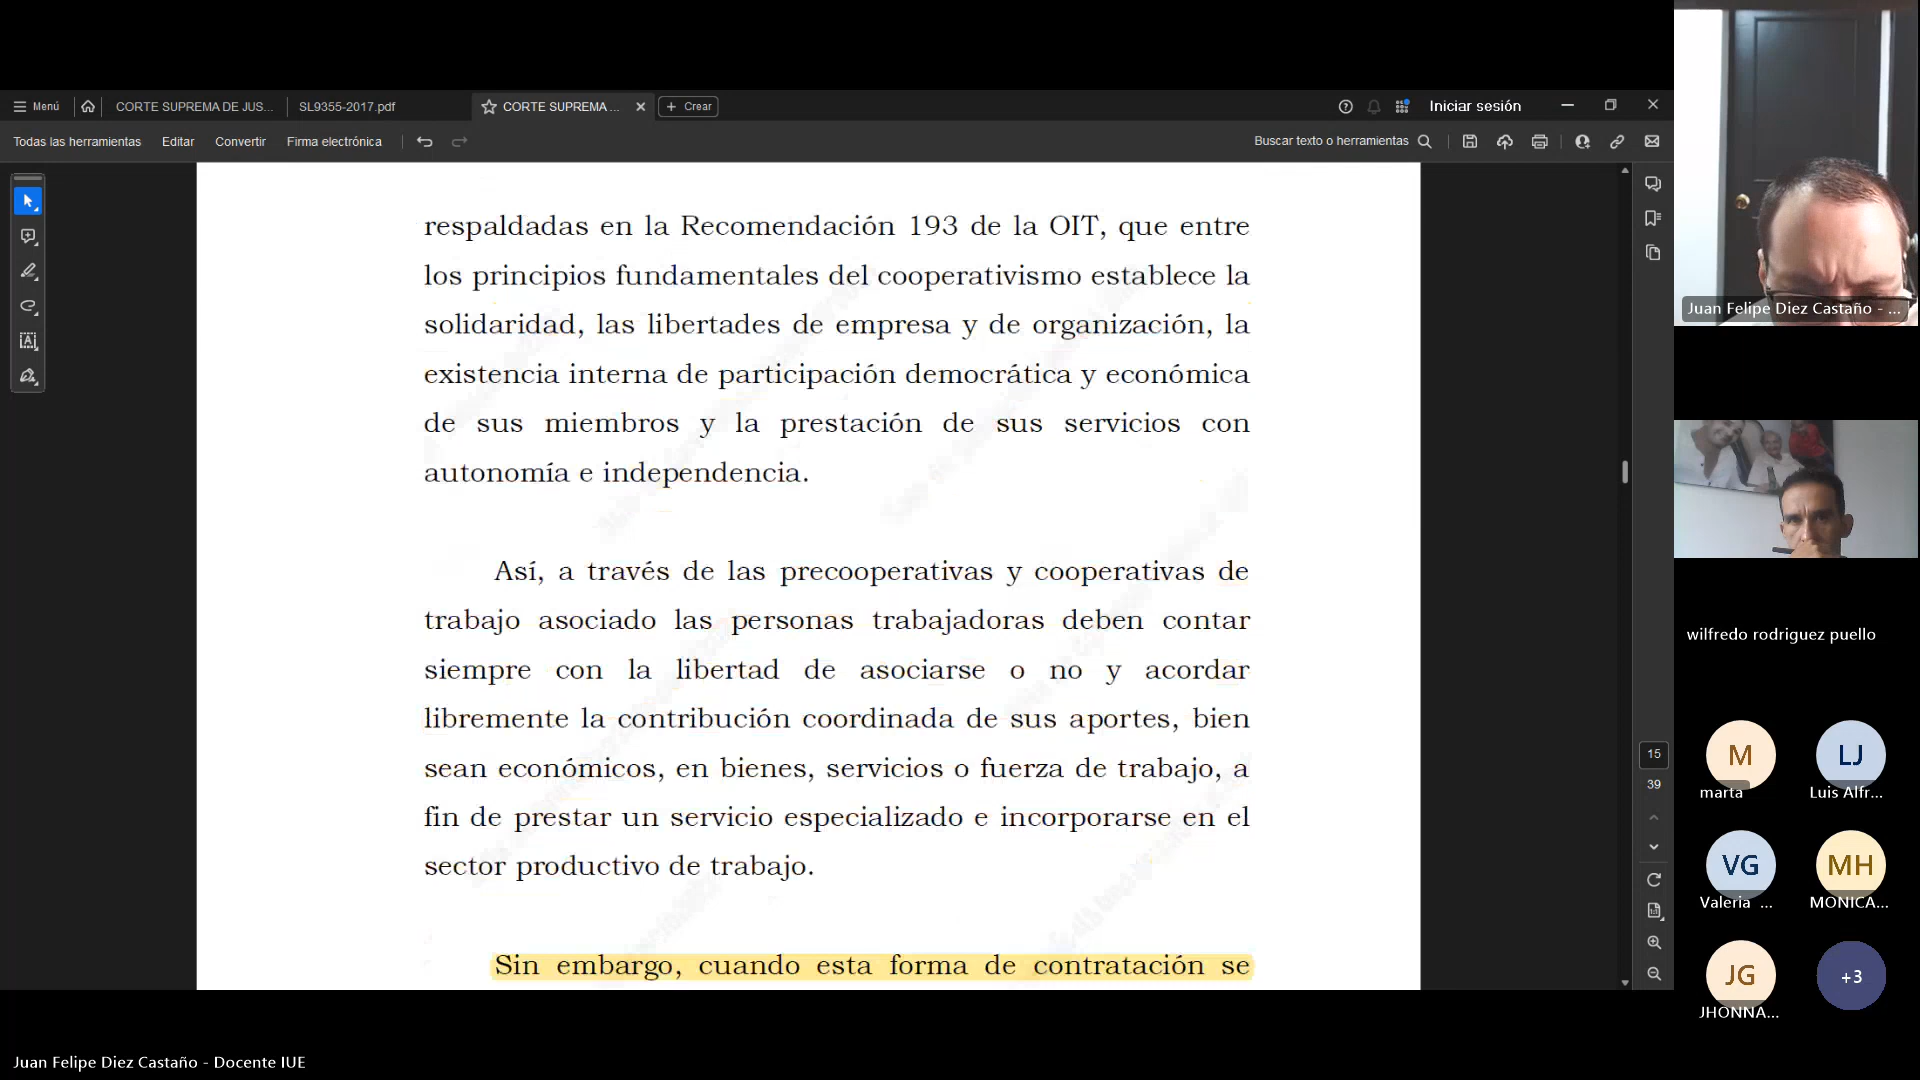 Menú
CORTE SUPREMA DE JUS...
SL9355-2017.pdf
CORTE SUPREMA ...
Crear
Iniciar sesión
Todas las herramientas
Editar
Convertir
Firma electrónica
Buscar texto o herramientas
respaldadas en la Recomendación 193 de la OIT, que entre
los principios fundamentales del cooperativismo establece la
solidaridad, las libertades de empresa y de organización, la
existencia interna de participación democrática y económica
de sus miembros y la prestación de sus servicios con
autonomía e independencia.
Así, a través de las precooperativas y cooperativas de
trabajo asociado las personas trabajadoras deben contar
siempre con la libertad de asociarse o no y acordar
libremente la contribución coordinada de sus aportes, bien
sean económicos, en bienes, servicios o fuerza de trabajo, a
fin de prestar un servicio especializado e incorporarse en el
sector productivo de trabajo.
Sin embargo, cuando esta forma de contratación se
15
39
Juan Felipe Diez Castaño - ...
wilfredo rodriguez puello
M
marta
LJ
Luis Alfr...
VG
Valeria ...
MH
MONICA...
JG
JHONNA...
+3
Juan Felipe Diez Castaño - Docente IUE